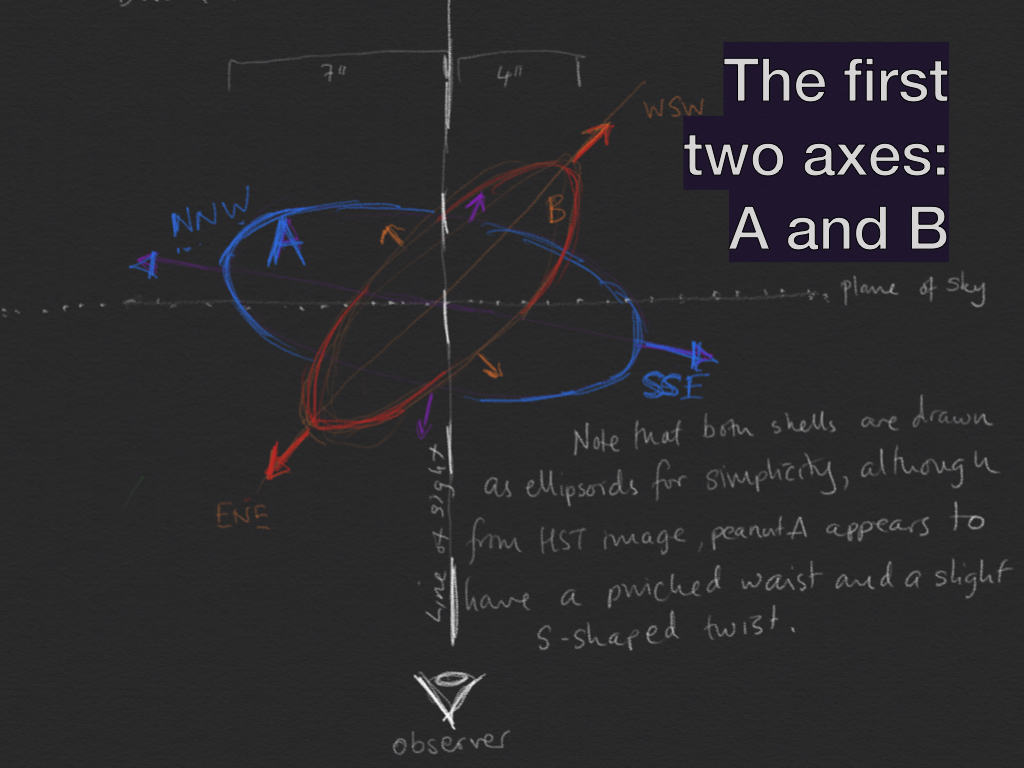 The first
two axes:
A and B
7"
4"
WSW
NNW
A
B
plane of sky
SSE
ENE
Line of sight
Note that both shells are drawn
as ellipsoids for simplicity, although
from HST image, peanut A appears to
have a pinched waist and a slight
S-shaped twist.
observer